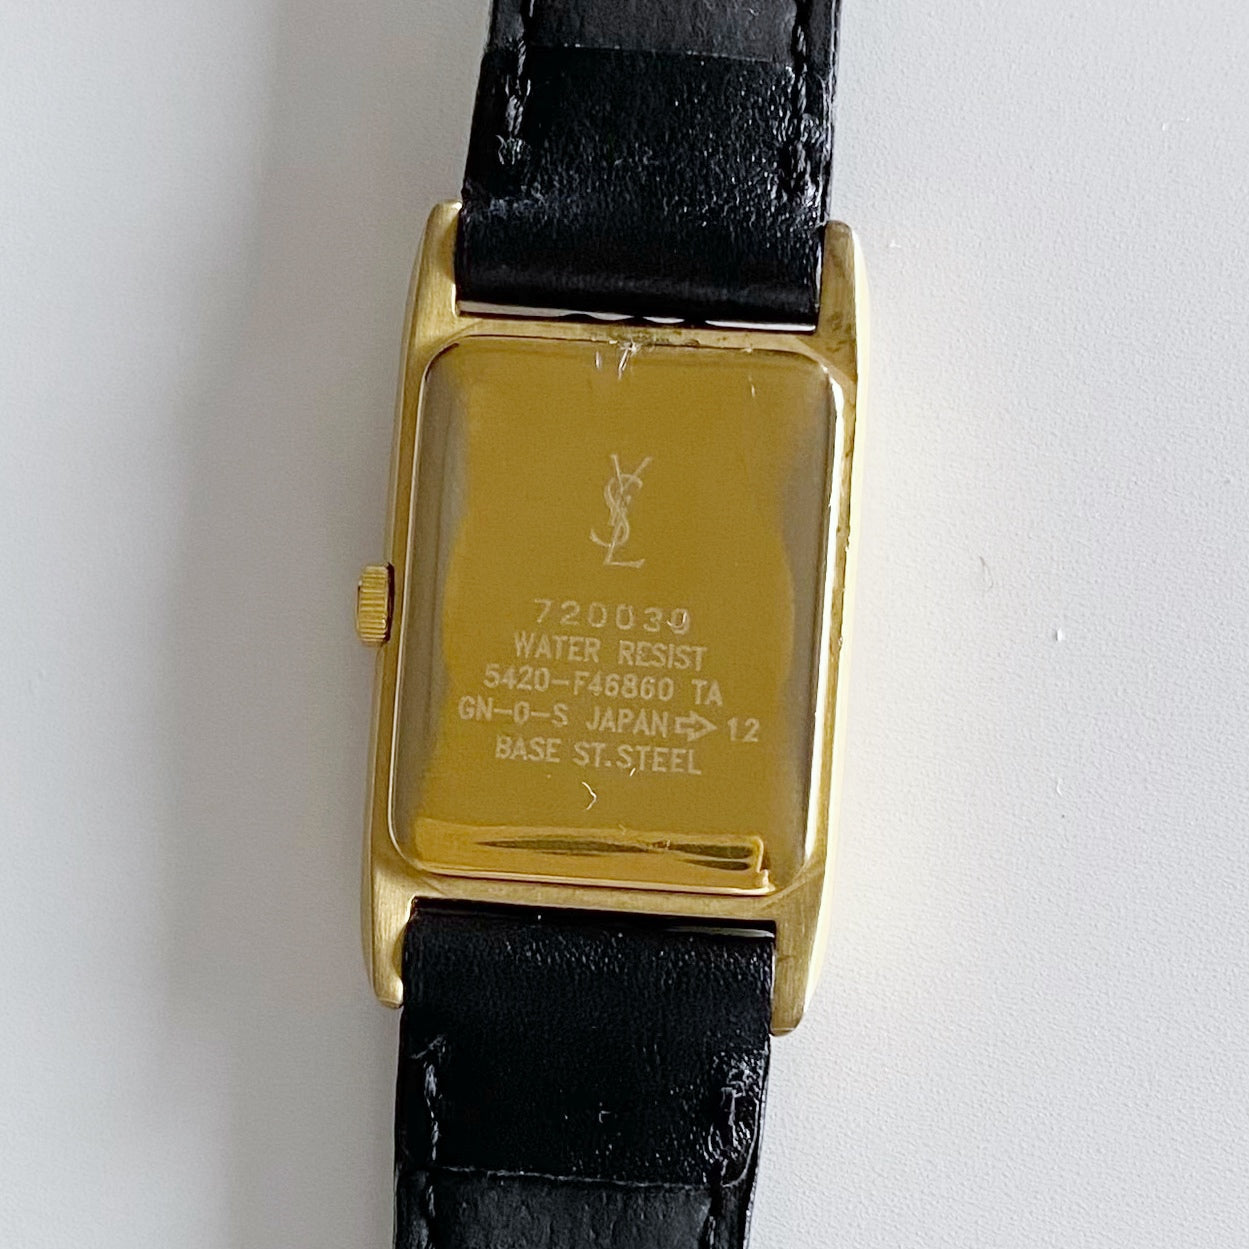 YSL
720039
WATER RESIST
5420-F46860 TA
GN-0-S JAPAN⇨12
BASE ST.STEEL